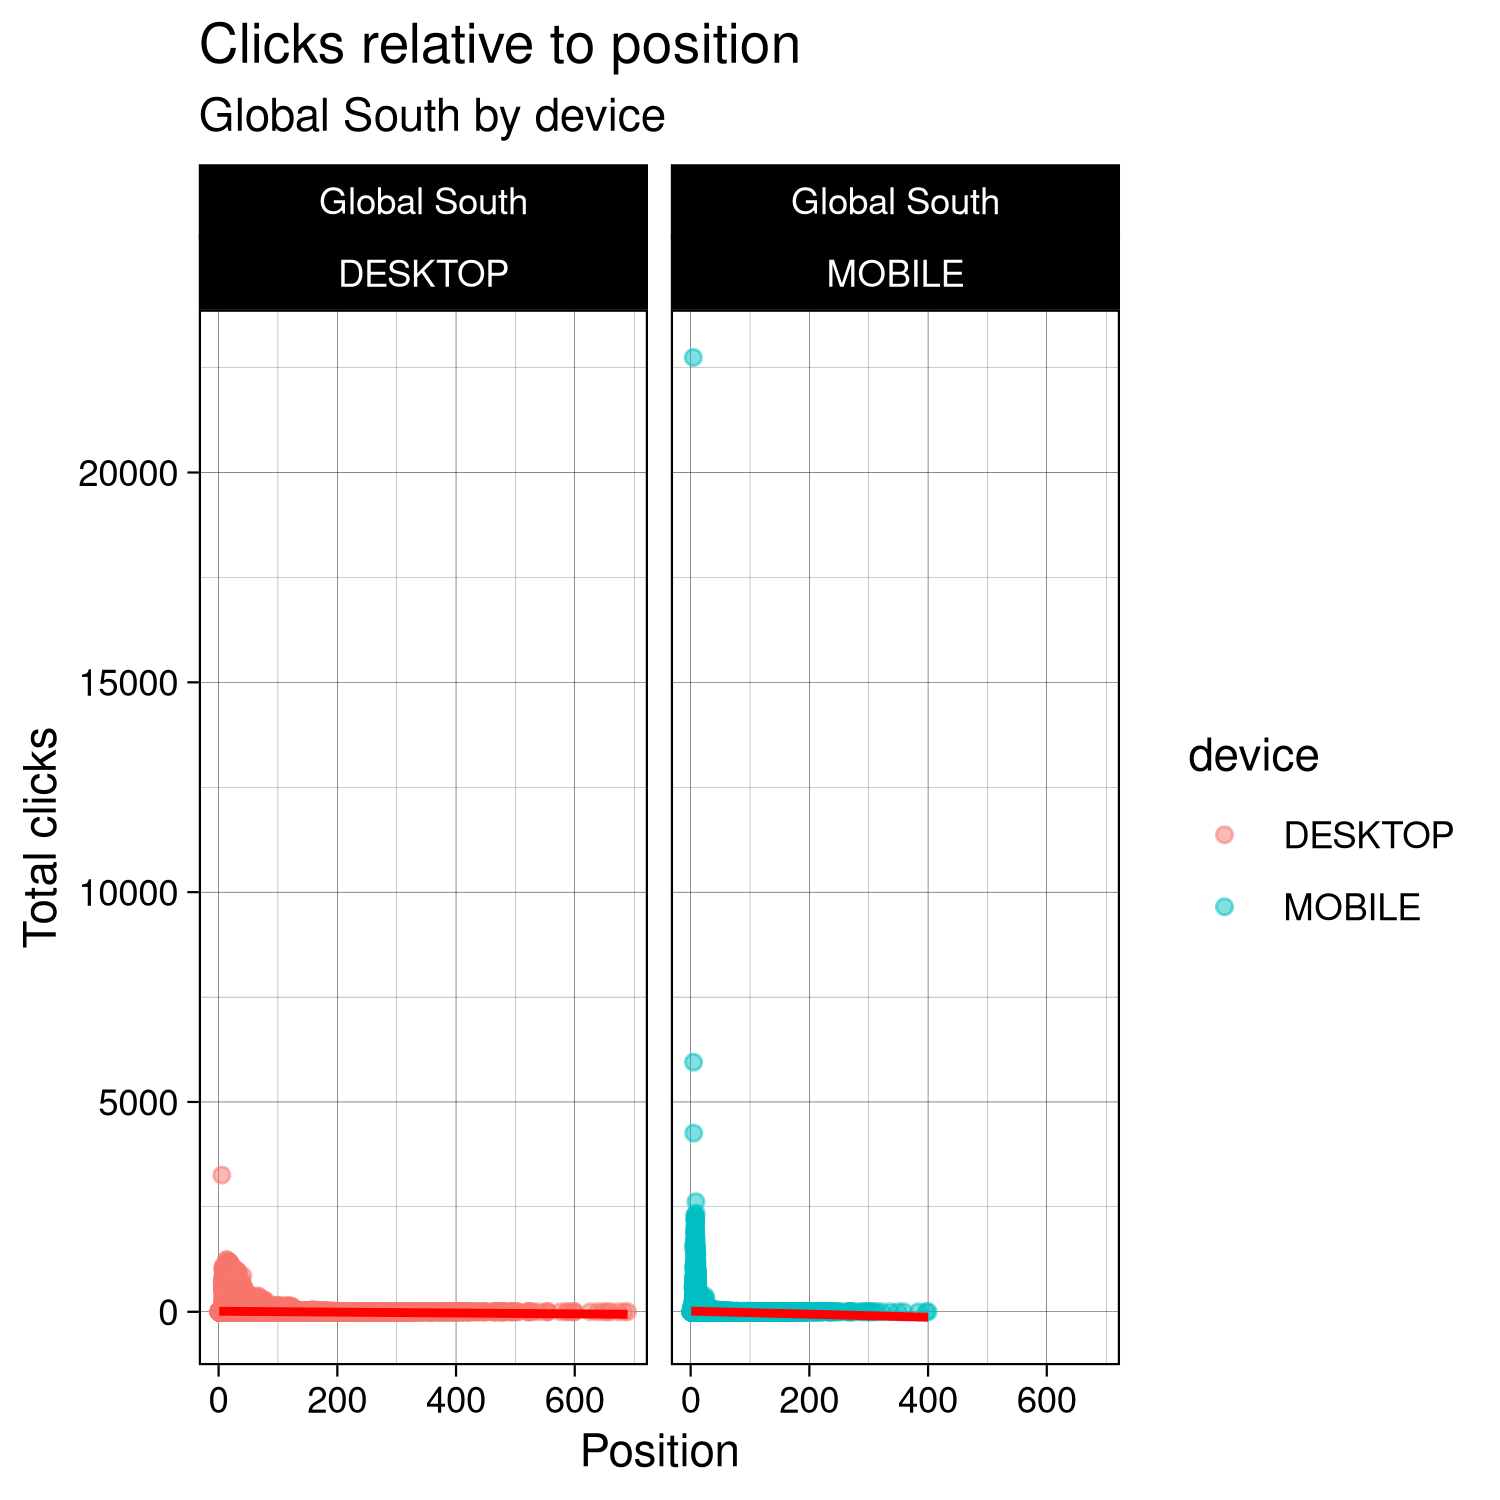 Clicks relative to position
Global South by device
Global South
DESKTOP
Global South
MOBILE
Total clicks
20000
15000
10000
5000
0
0 200 400 600
0 200 400 600
Position
device
DESKTOP
MOBILE